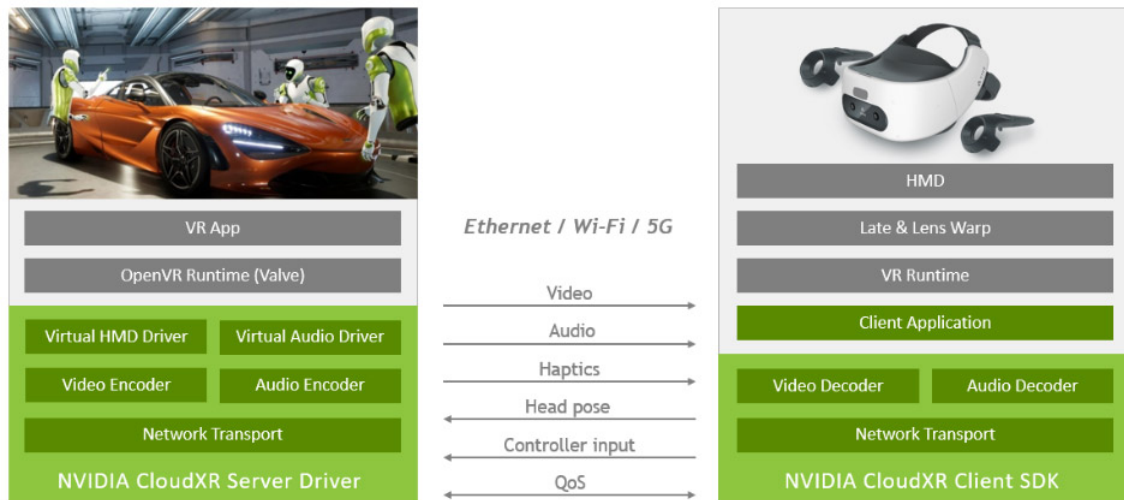 VR App
OpenVR Runtime (Valve)
Virtual HMD Driver
Virtual Audio Driver
Video Encoder
Audio Encoder
Network Transport
NVIDIA CloudXR Server Driver
Ethernet / Wi-Fi / 5G
Video
Audio
Haptics
Head pose
Controller input
QoS
HMD
Late & Lens Warp
VR Runtime
Client Application
Video Decoder
Audio Decoder
Network Transport
NVIDIA CloudXR Client SDK